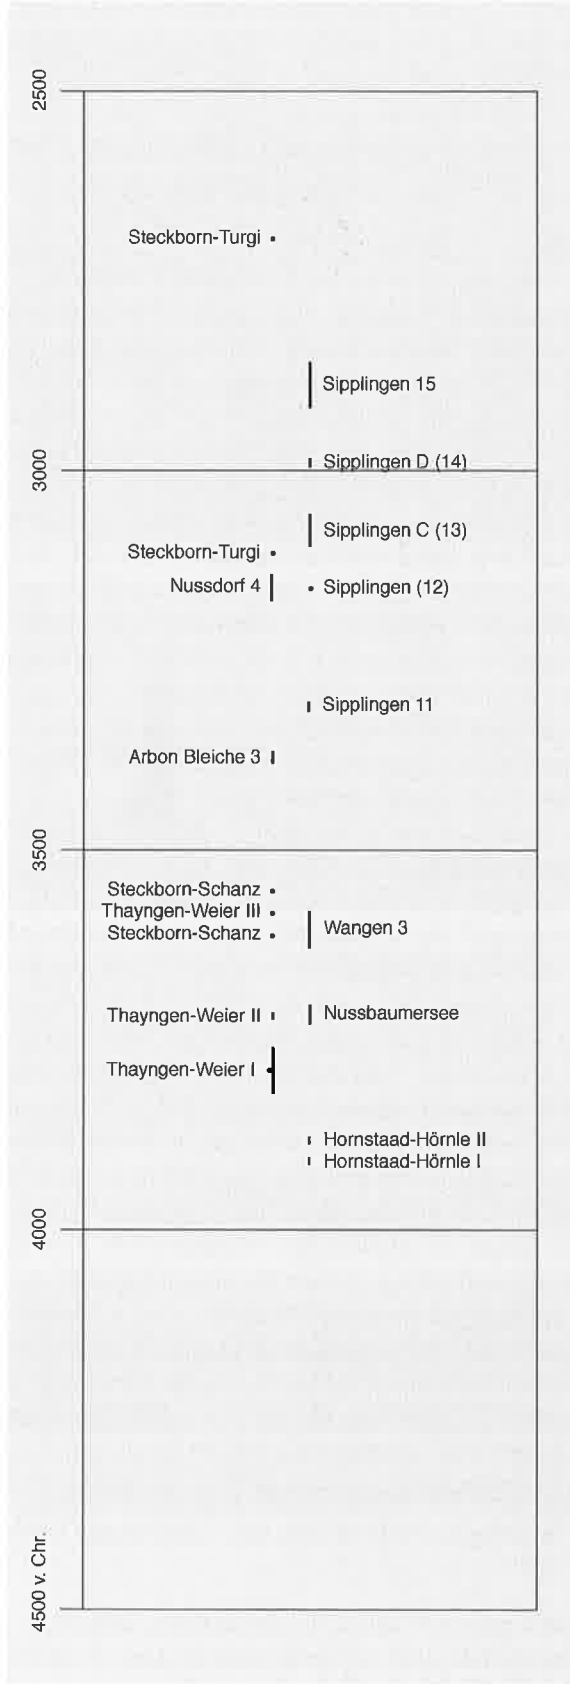 2500
Steckborn-Turgi
Sipplingen 15
Sipplingen D (14)
3000
Sipplingen C (13)
Steckborn-Turgi
Nussdorf 4
Sipplingen (12)
Sipplingen 11
Arbon Bleiche 3
3500
Steckborn-Schanz
Thayngen-Weier III
Wangen 3
Steckborn-Schanz
Thayngen-Weier II
Nussbaumersee
Thayngen-Weier I
Hornstaad-Hörnle II
Hornstaad-Hörnle I
4000
4500 v. Chr.